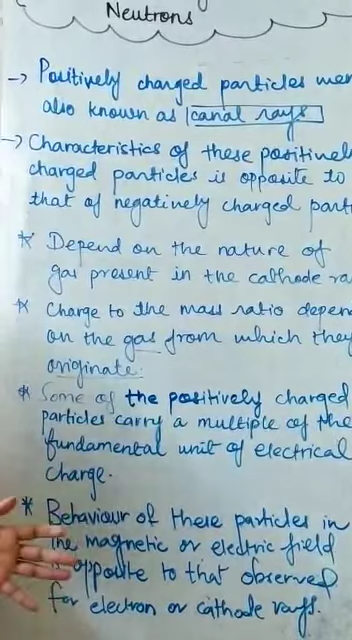 Neutrons
→ Positively charged particles wer
also known as canal rays
→ Characteristics of these positivel
charged particles is opposite to
that of negatively charged part
* Depend on the nature of
gas present in the cathode ra
* Charge to the mass ratio depen
on the gas from which they
originate.
* Some of the positively charged
particles carry a multiple of the
fundamental unit of electrical
charge.
* Behaviour of these particles in
the magnetic or electric field
is opposite to that observed
for electron or cathode rays.